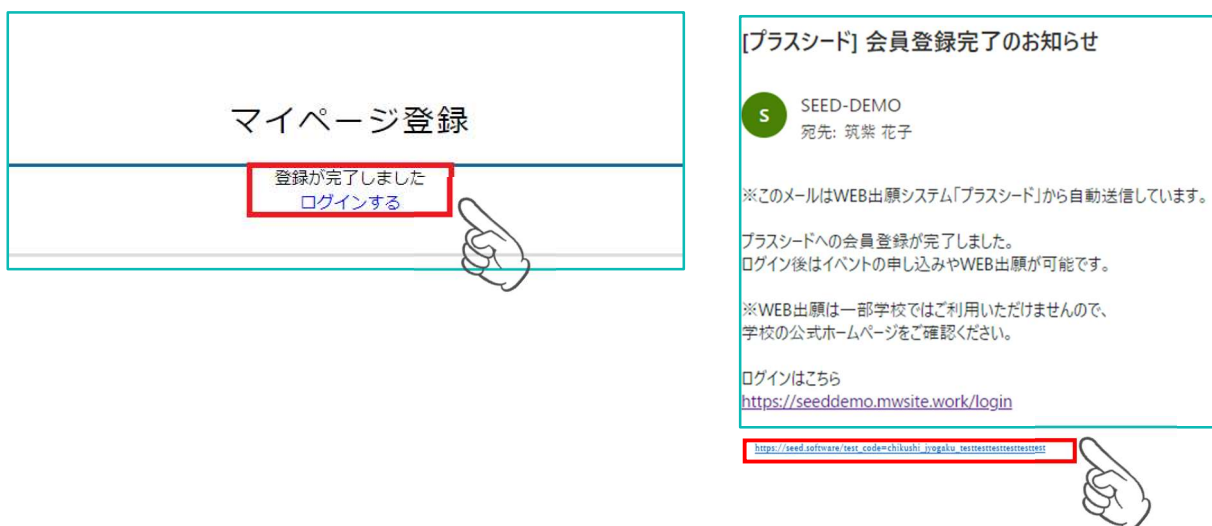 マイページ登録
登録が完了しました
ログインする
[プラスシード] 会員登録完了のお知らせ
S
SEED-DEMO
宛先: 筑紫 花子
※このメールはWEB出願システム「プラスシード」から自動送信しています。
プラスシードへの会員登録が完了しました。
ログイン後はイベントの申し込みやWEB出願が可能です。
※WEB出願は一部学校ではご利用いただけませんので、
学校の公式ホームページをご確認ください。
ログインはこちら
https://seeddemo.mwsite.work/login
https://seed.software/test_code=chikushi_jyogaku_testtesttesttesttesttest